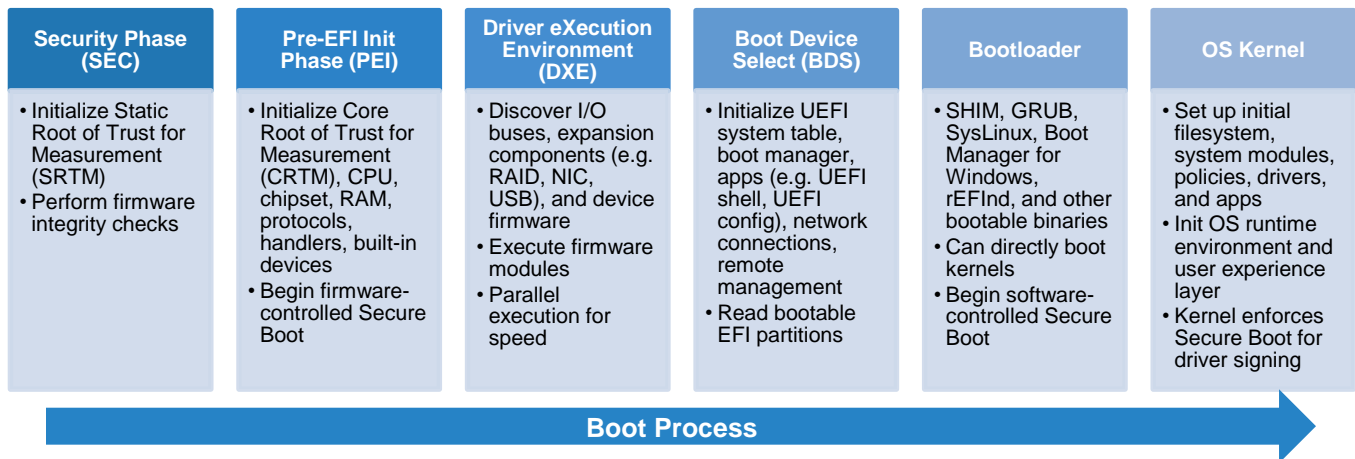 Security Phase
(SEC)
• Initialize Static
Root of Trust for
Measurement
(SRTM)
• Perform firmware
integrity checks
Pre-EFI Init
Phase (PEI)
• Initialize Core
Root of Trust for
Measurement
(CRTM), CPU,
chipset, RAM,
protocols,
handlers, built-in
devices
• Begin firmware-
controlled Secure
Boot
Driver eXecution
Environment
(DXE)
• Discover I/O
buses, expansion
components (e.g.
RAID, NIC,
USB), and device
firmware
• Execute firmware
modules
• Parallel
execution for
speed
Boot Device
Select (BDS)
• Initialize UEFI
system table,
boot manager,
apps (e.g. UEFI
shell, UEFI
config), network
connections,
remote
management
• Read bootable
EFI partitions
Bootloader
• SHIM, GRUB,
SysLinux, Boot
Manager for
Windows,
rEFInd, and other
bootable binaries
• Can directly boot
kernels
• Begin software-
controlled Secure
Boot
OS Kernel
• Set up initial
filesystem,
system modules,
policies, drivers,
and apps
• Init OS runtime
environment and
user experience
layer
• Kernel enforces
Secure Boot for
driver signing
Boot Process